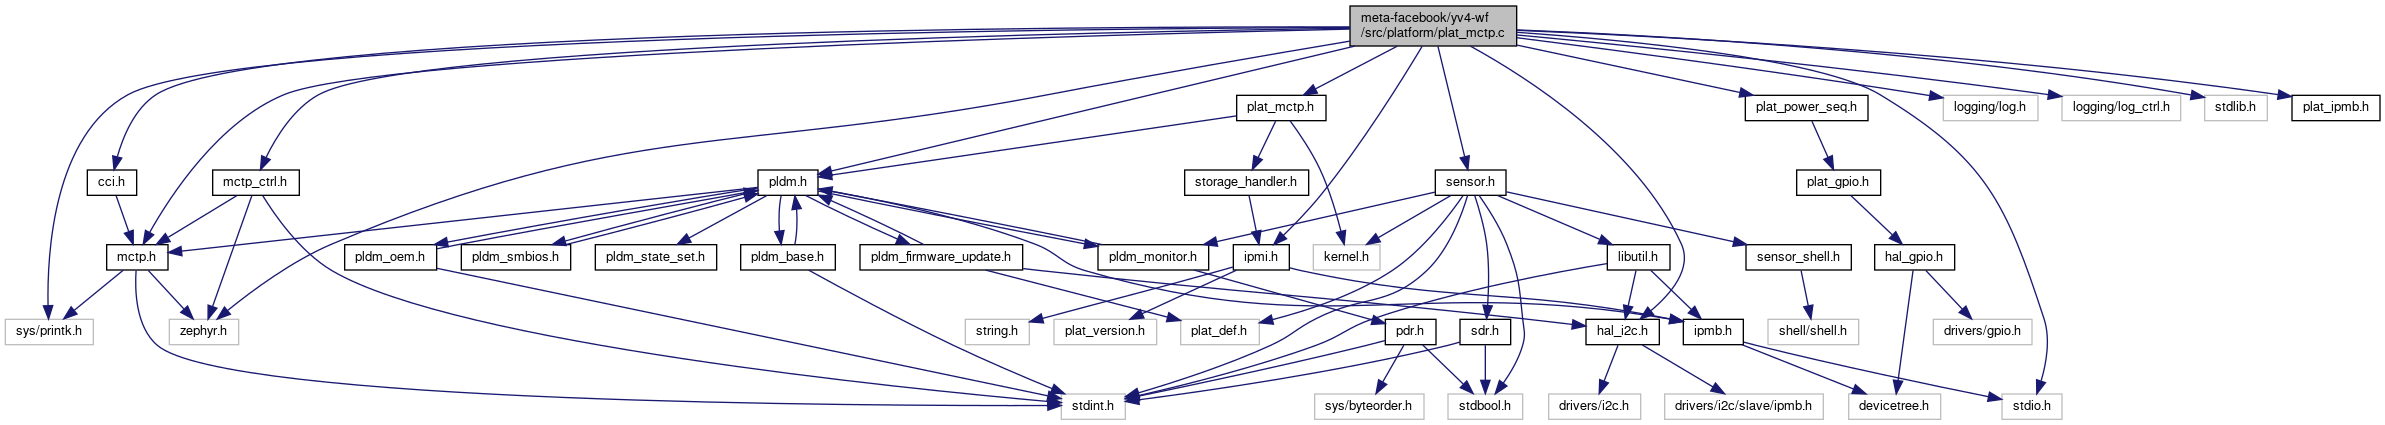 meta-facebook/yv4-wf
/src/platform/plat_mctp.c
plat_mctp.h
plat_power_seq.h
logging/log.h
logging/log_ctrl.h
stdlib.h
plat_ipmb.h
cci.h
mctp_ctrl.h
pldm.h
storage_handler.h
sensor.h
plat_gpio.h
mctp.h
pldm_oem.h
pldm_smbios.h
pldm_state_set.h
pldm_base.h
pldm_firmware_update.h
pldm_monitor.h
ipmi.h
kernel.h
libutil.h
sensor_shell.h
hal_gpio.h
sys/printk.h
zephyr.h
string.h
plat_version.h
plat_def.h
pdr.h
sdr.h
hal_i2c.h
ipmb.h
shell/shell.h
drivers/gpio.h
stdint.h
sys/byteorder.h
stdbool.h
drivers/i2c.h
drivers/i2c/slave/ipmb.h
devicetree.h
stdio.h